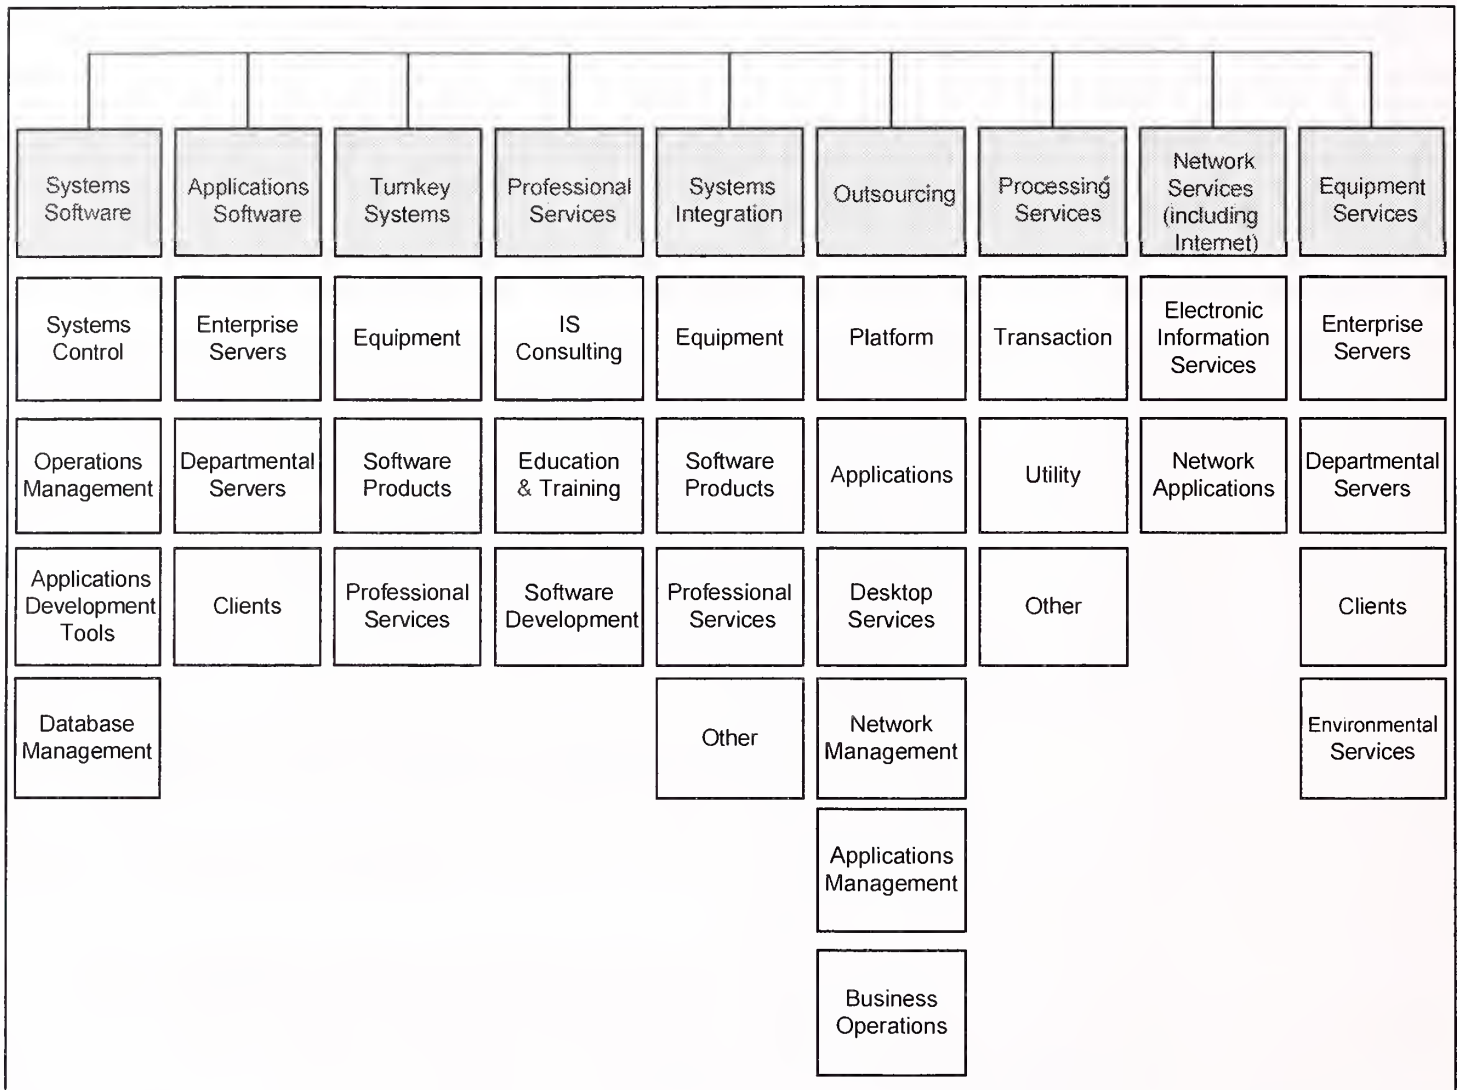 Systems
Software
Applications
Software
Turnkey
Systems
Professional
Services
Systems
Integration
Outsourcing
Processing
Services
Network
Services
(including
Internet)
Equipment
Services
Systems
Control
Enterprise
Servers
Equipment
IS
Consulting
Equipment
Platform
Transaction
Electronic
Information
Services
Enterprise
Servers
Operations
Management
Departmental
Servers
Software
Products
Education
& Training
Software
Products
Applications
Utility
Network
Applications
Departmental
Servers
Applications
Development
Tools
Clients
Professional
Services
Software
Development
Professional
Services
Desktop
Services
Other
Clients
Database
Management
Other
Network
Management
Environmental
Services
Applications
Management
Business
Operations